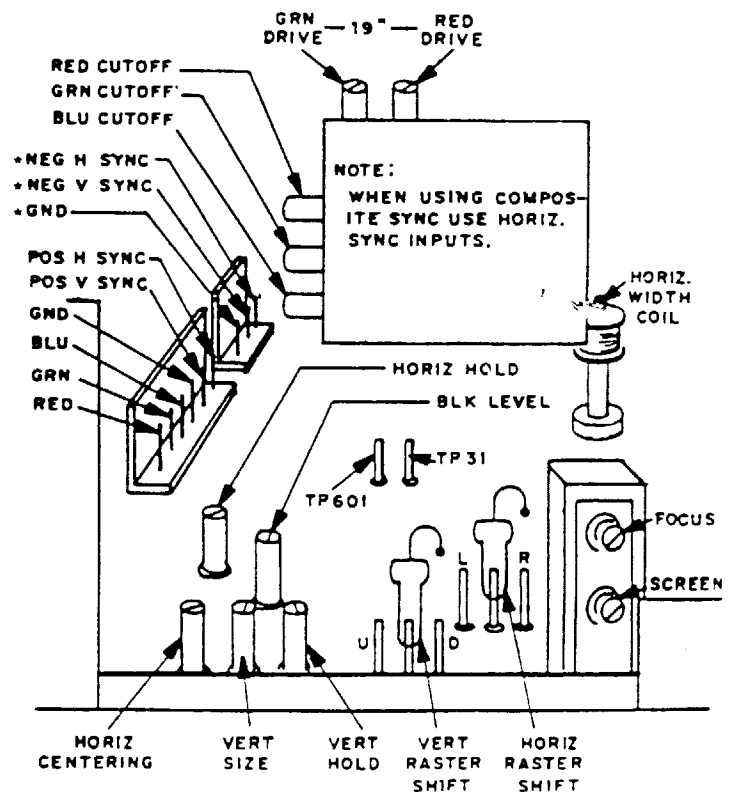 GRN DRIVE — 19" — RED DRIVE
RED CUTOFF
GRN CUTOFF
BLU CUTOFF
*NEG H SYNC
*NEG V SYNC
*GND
POS H SYNC
POS V SYNC
GND
BLU
GRN
RED
NOTE:
WHEN USING COMPOS-
ITE SYNC USE HORIZ.
SYNC INPUTS.
HORIZ.
WIDTH
COIL
HORIZ HOLD
BLK LEVEL
TP31
TP601
FOCUS
SCREEN
L
R
U
D
HORIZ
CENTERING
VERT
SIZE
VERT
HOLD
VERT
RASTER
SHIFT
HORIZ
RASTER
SHIFT